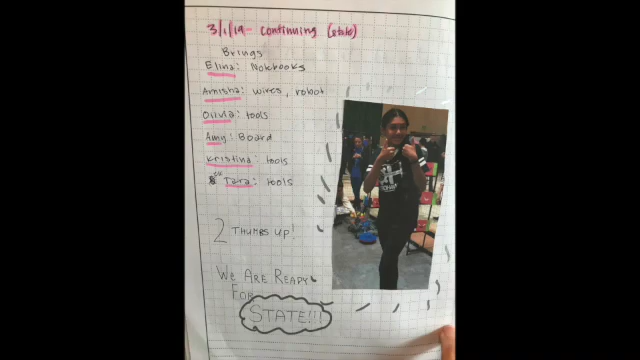 3/1/19 - continuing (state)
Brings
Elina: Notebooks
Amisha: wires, robot
Olivia: tools
Amy: Board
Kristina: tools
Tara: tools
2 THUMBS UP!
WE ARE READY
FOR
STATE!!!